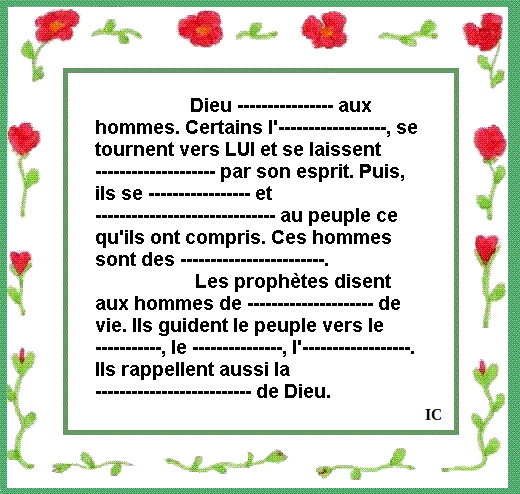 Dieu ---------------- aux
hommes. Certains l'------------------, se
tournent vers LUI et se laissent
-------------------- par son esprit. Puis,
ils se ----------------- et
------------------------------ au peuple ce
qu'ils ont compris. Ces hommes
sont des ------------------------.
Les prophètes disent
aux hommes de --------------------- de
vie. Ils guident le peuple vers le
-----------, le ---------------, l'------------------.
Ils rappellent aussi la
-------------------------- de Dieu.
IC